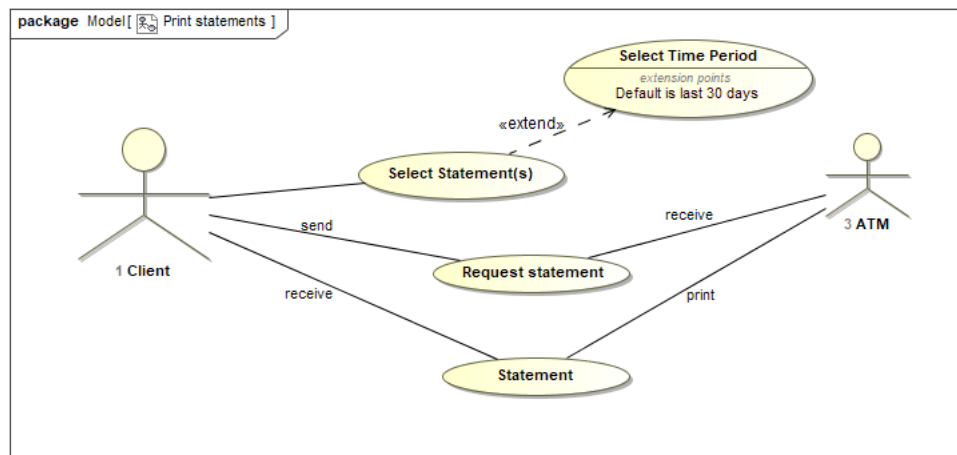 package Model[ Print statements ]
Select Time Period
extension points
Default is last 30 days
«extend»
Select Statement(s)
1 Client
3 ATM
send
receive
Request statement
receive
print
Statement